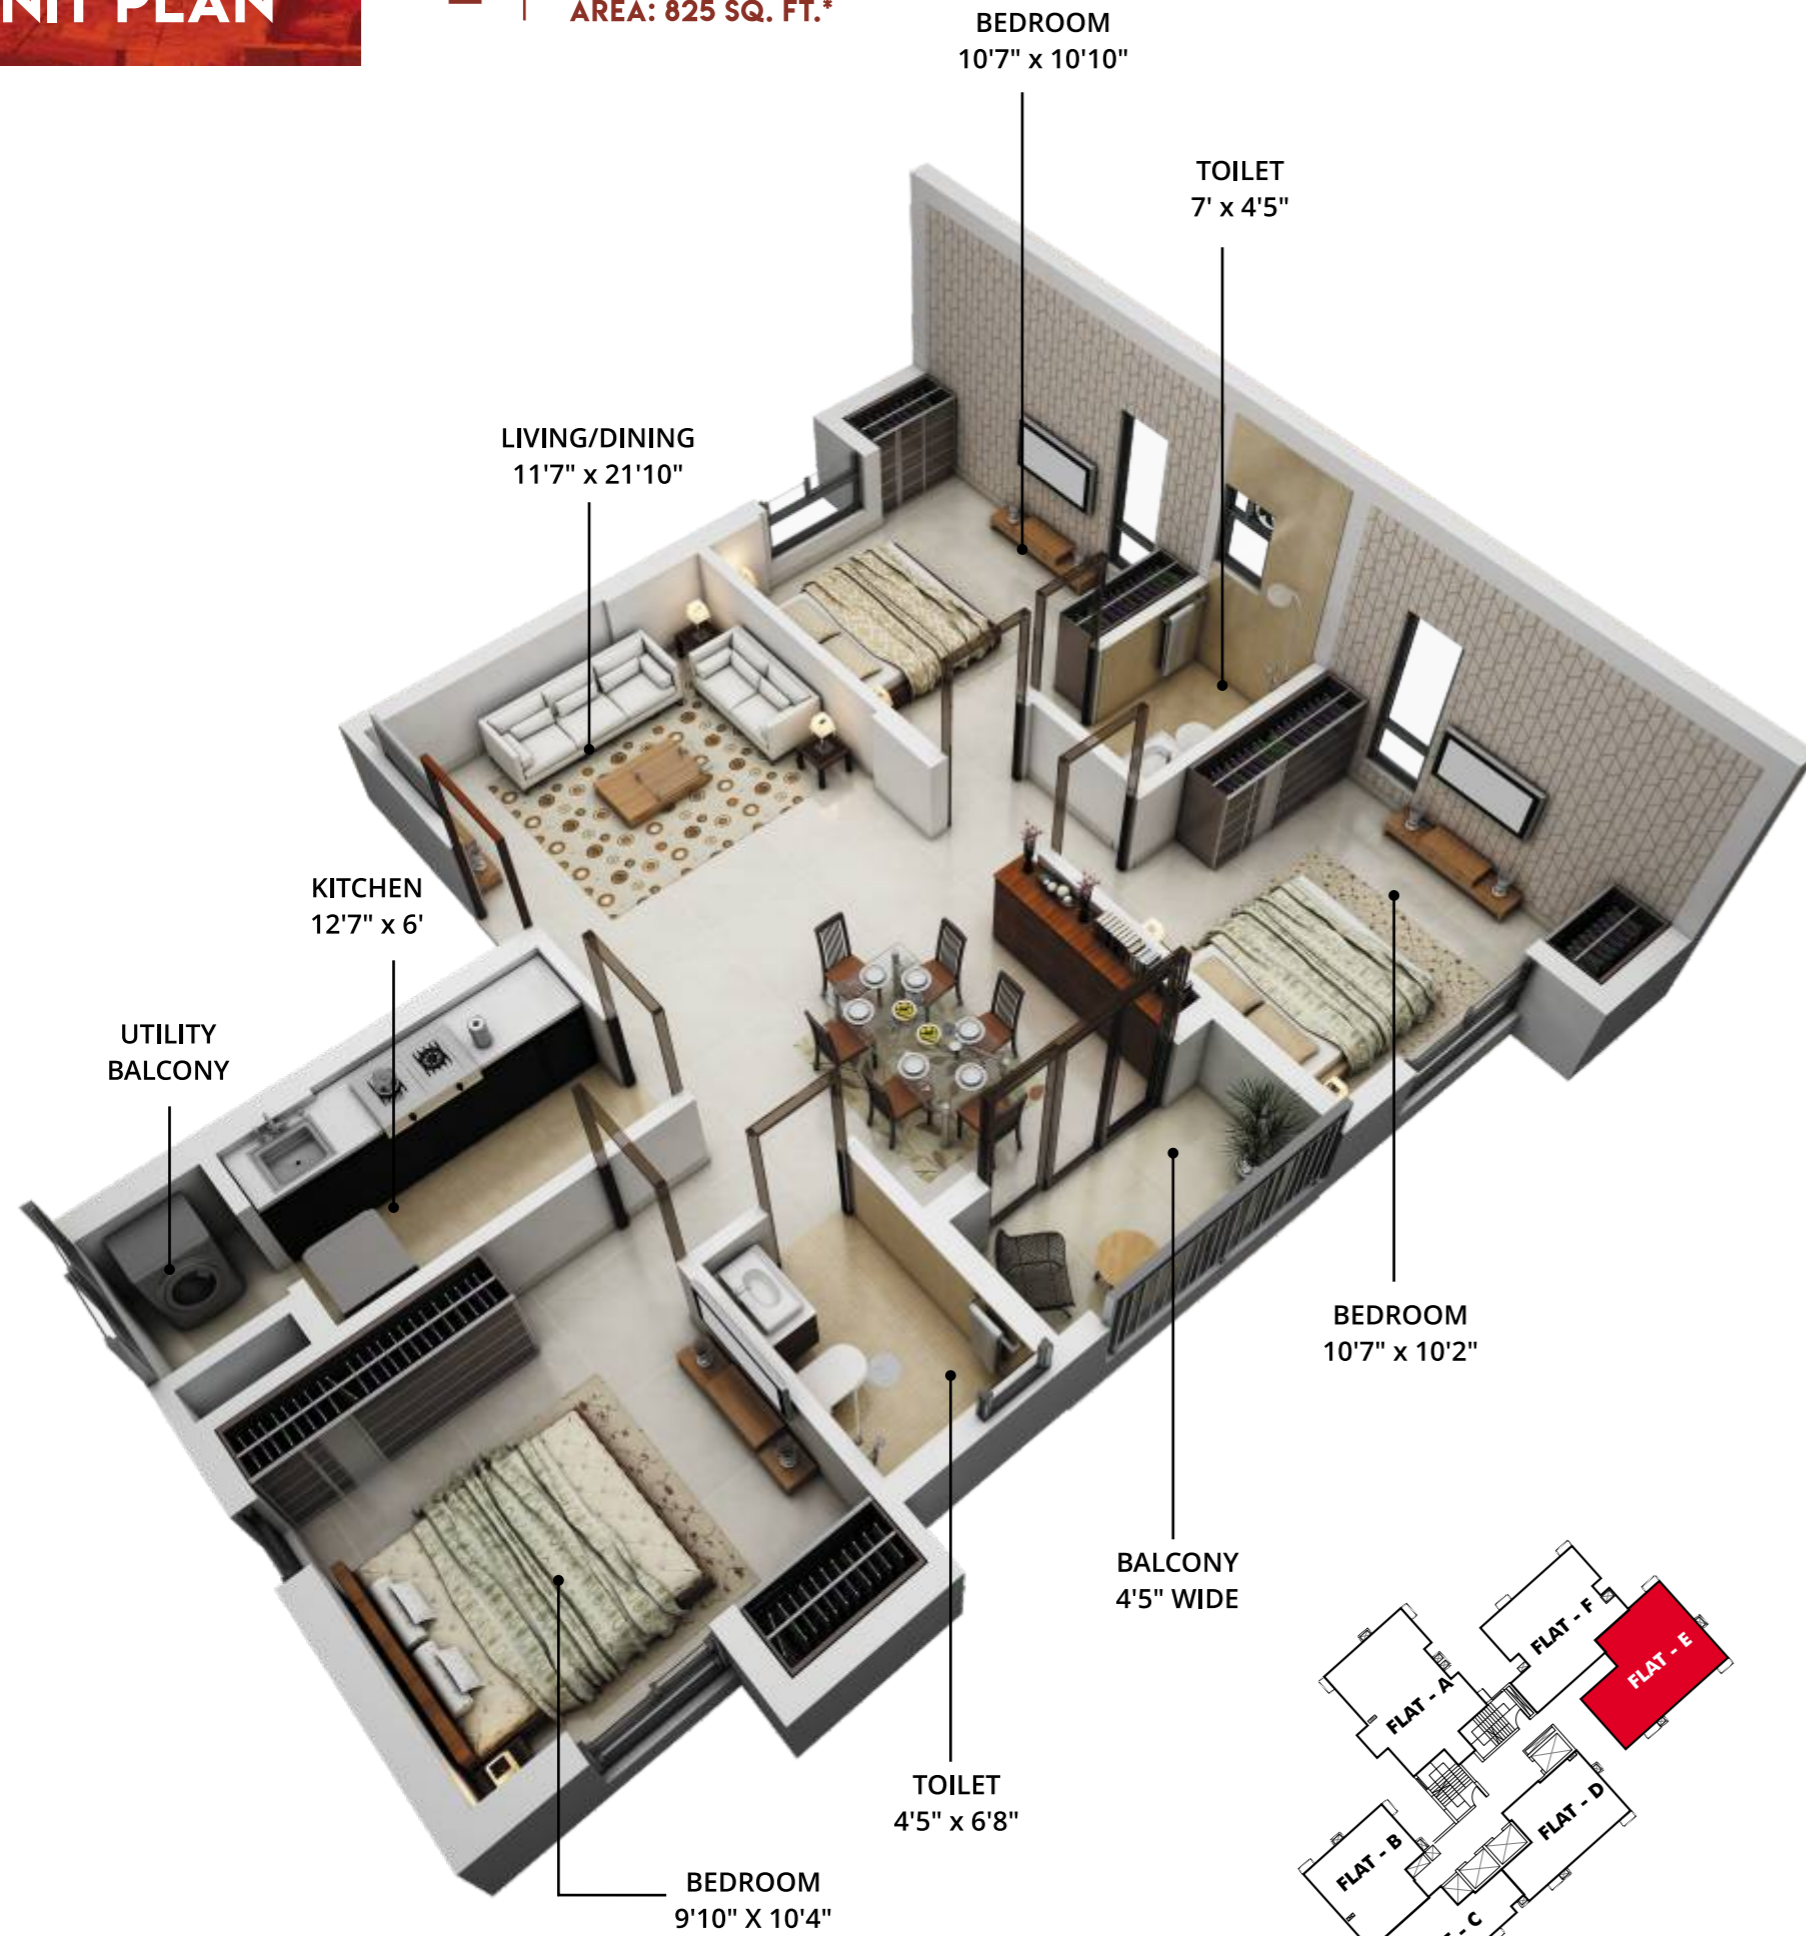 NIT PLAN
AREA: 825 SQ. FT.*
BEDROOM
10'7" x 10'10"
TOILET
7' x 4'5"
LIVING/DINING
11'7" x 21'10"
KITCHEN
12'7" x 6'
UTILITY
BALCONY
BEDROOM
10'7" x 10'2"
BALCONY
4'5" WIDE
TOILET
4'5" x 6'8"
BEDROOM
9'10" X 10'4"
FLAT - F
FLAT - E
FLAT - A
FLAT - D
FLAT - B
- C